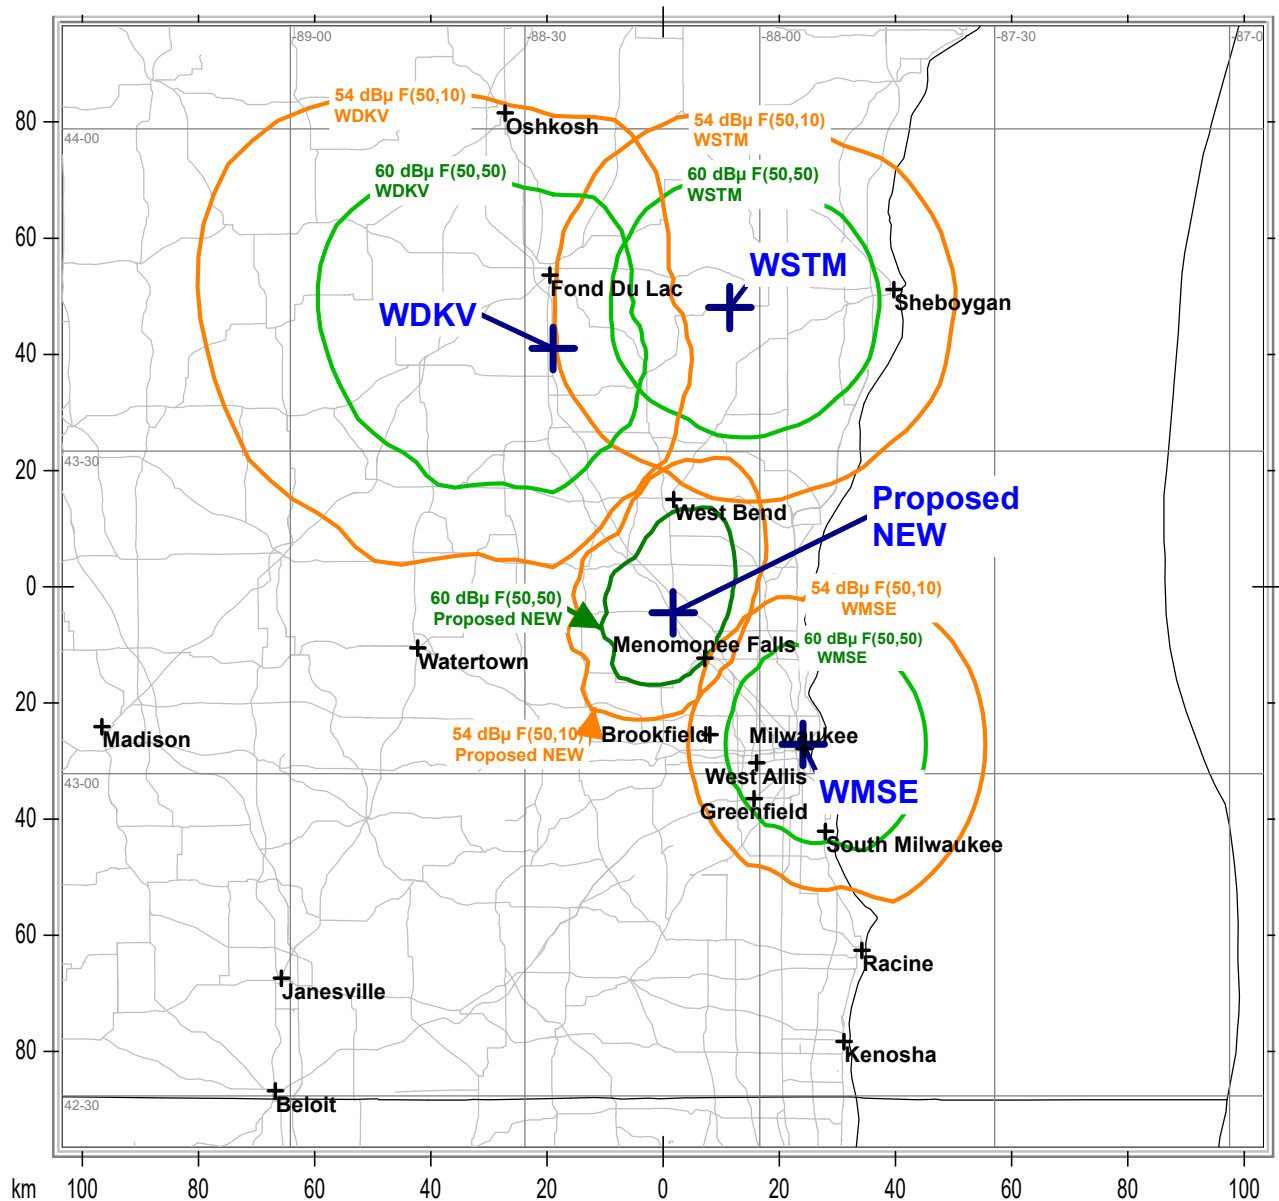 -89-00
-88-30
-88-00
-87-30
-87-0
54 dBµ F(50,10)
WDKV
Oshkosh
54 dBµ F(50,10)
WSTM
80
44-00
60 dBµ F(50,50)
WDKV
60 dBµ F(50,50)
WSTM
60
WSTM
Fond Du Lac
Sheboygan
WDKV
40
43-30
20
West Bend
Proposed
NEW
0
60 dBµ F(50,50)
Proposed NEW
54 dBµ F(50,10)
WMSE
Menomonee Falls
60 dBµ F(50,50)
WMSE
Watertown
20
Madison
54 dBµ F(50,10)
Proposed NEW
Brookfield
Milwaukee
West Allis
43-00
WMSE
Greenfield
40
South Milwaukee
60
Racine
Janesville
80
Kenosha
Beloit
42-30
km
100
80
60
40
20
0
20
40
60
80
100